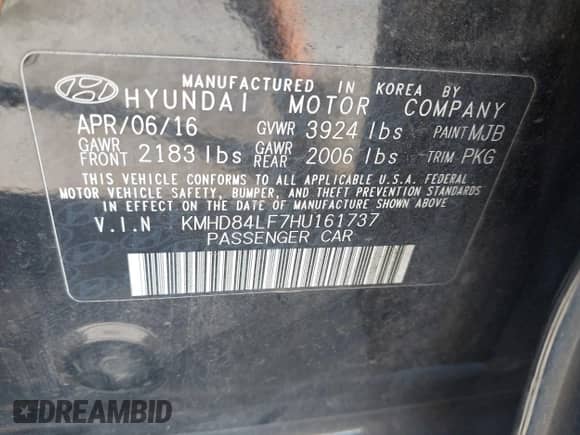 MANUFACTURED IN KOREA BY
HYUNDAI MOTOR COMPANY
APR/06/16 GVWR 3924 lbs PAINT MJB
GAWR FRONT 2183 lbs GAWR REAR 2006 lbs TRIM PKG
THIS VEHICLE CONFORMS TO ALL APPLICABLE U.S.A. FEDERAL
MOTOR VEHICLE SAFETY, BUMPER, AND THEFT PREVENTION STANDARDS
IN EFFECT ON THE DATE OF MANUFACTURE SHOWN ABOVE.
V.I.N KMHD84LF7HU161737
PASSENGER CAR
DREAMBID